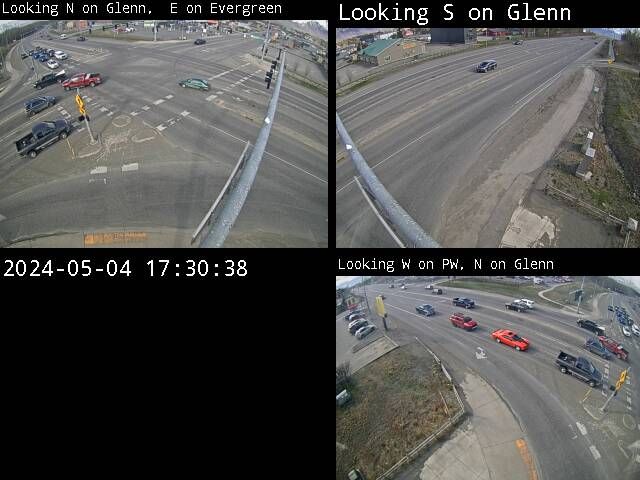 Looking N on Glenn,  E on Evergreen
Looking S on Glenn
2024-05-04 17:30:38
Looking W on PW, N on Glenn